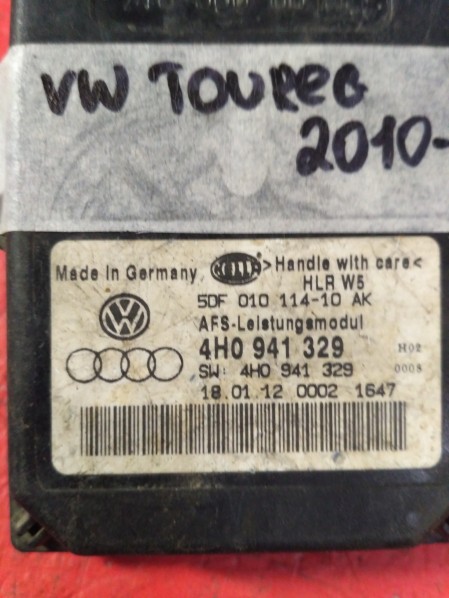 VW TOUREG
2010-
Made in Germany
HELLA
>Handle with care<
HLR W5
5DF 010 114-10 AK
AFS-Leistungsmodul
4H0 941 329 H02
SW: 4H0 941 329 0003
18.01.12 0002 1647